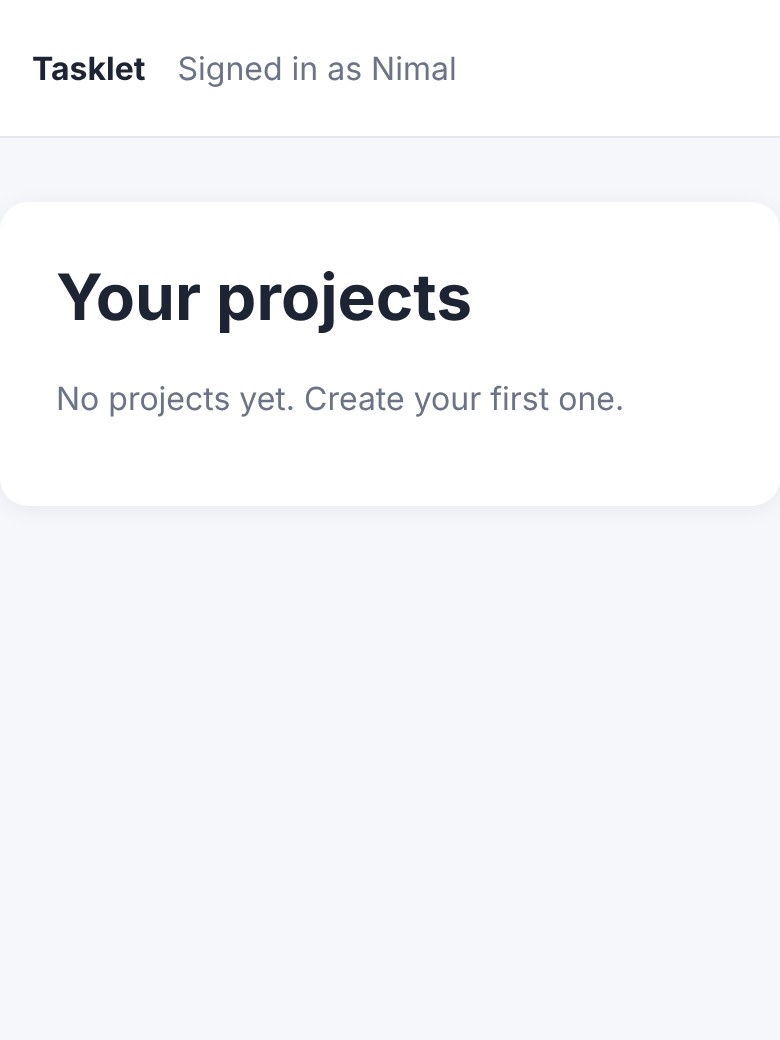 Tasklet Signed in as Nimal
Your projects
No projects yet. Create your first one.